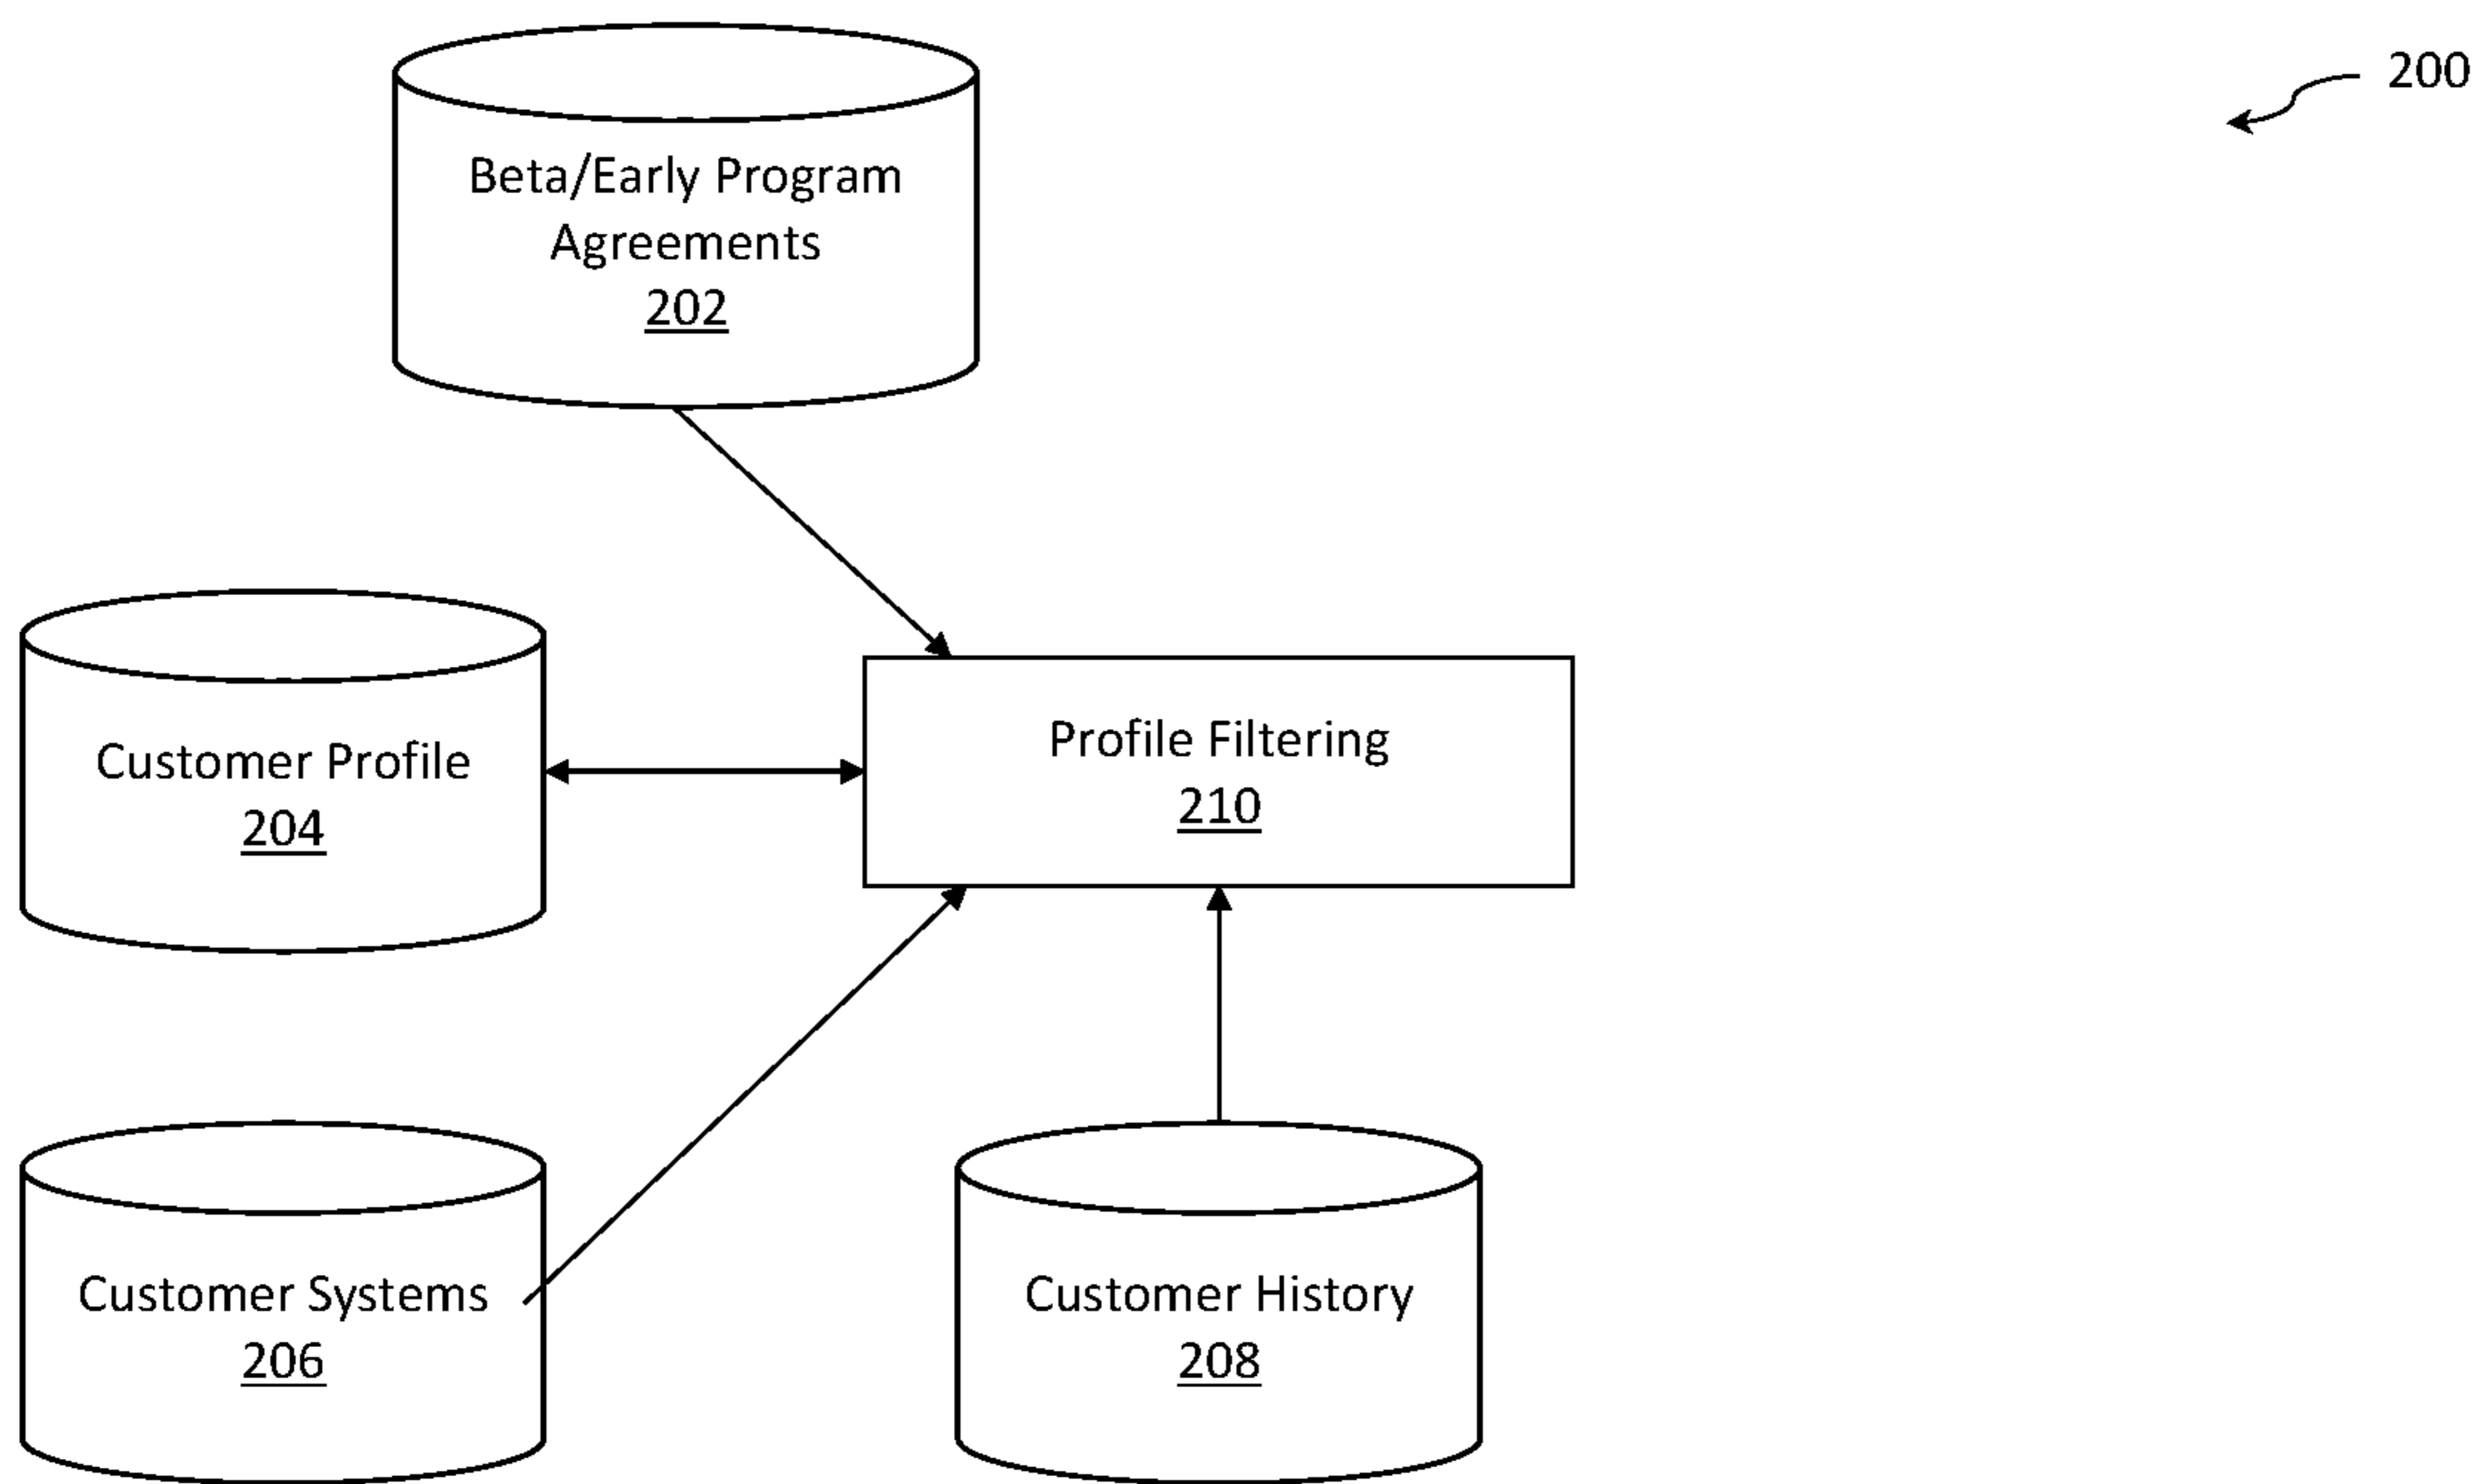 200
Beta/Early Program
Agreements
202
Customer Profile
204
Profile Filtering
210
Customer Systems
206
Customer History
208